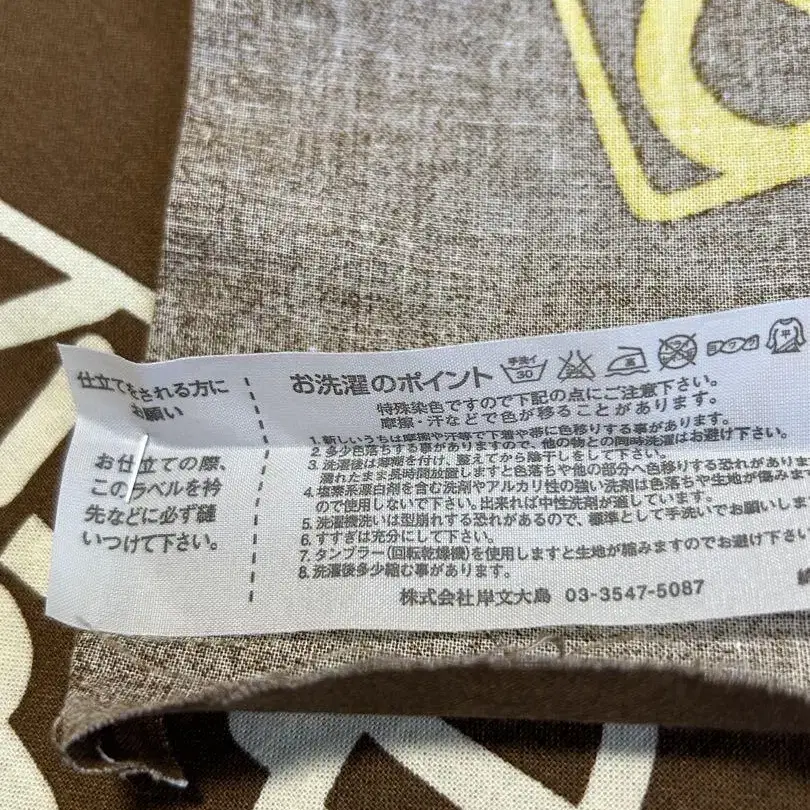 仕立てをされる方に
お願い
お仕立ての際、
このラベルを衿
先などに必ず縫
いつけて下さい。
お洗濯のポイント
手洗イ
30
平
特殊染色ですので下記の点にご注意下さい。
摩擦・汗などで色が移ることがあります。
1. 新しいうちは摩擦や汗等で下着や帯に色移りする事があります。
2. 多少色落ちする事がありますので、他の物との同時洗濯はお避け下さい。
3. 洗濯後は薄糊を付け、整えてから陰干しをして下さい。
濡れたまま長時間放置しますと色落ちや他の部分へ色移りする恐れがあります
4. 塩素系漂白剤を含む洗剤やアルカリ性の強い洗剤は色落ちや生地が傷みます
ので使用しないで下さい。出来れば中性洗剤が適しています。
5. 洗濯機洗いは型崩れする恐れがあるので、標準として手洗いでお願いしま
6. すすぎは充分にして下さい。
7. タンブラー(回転乾燥機)を使用しますと生地が縮みますのでお避け下さい
8. 洗濯後多少縮む事があります。
株式会社岸文大島 03-3547-5087